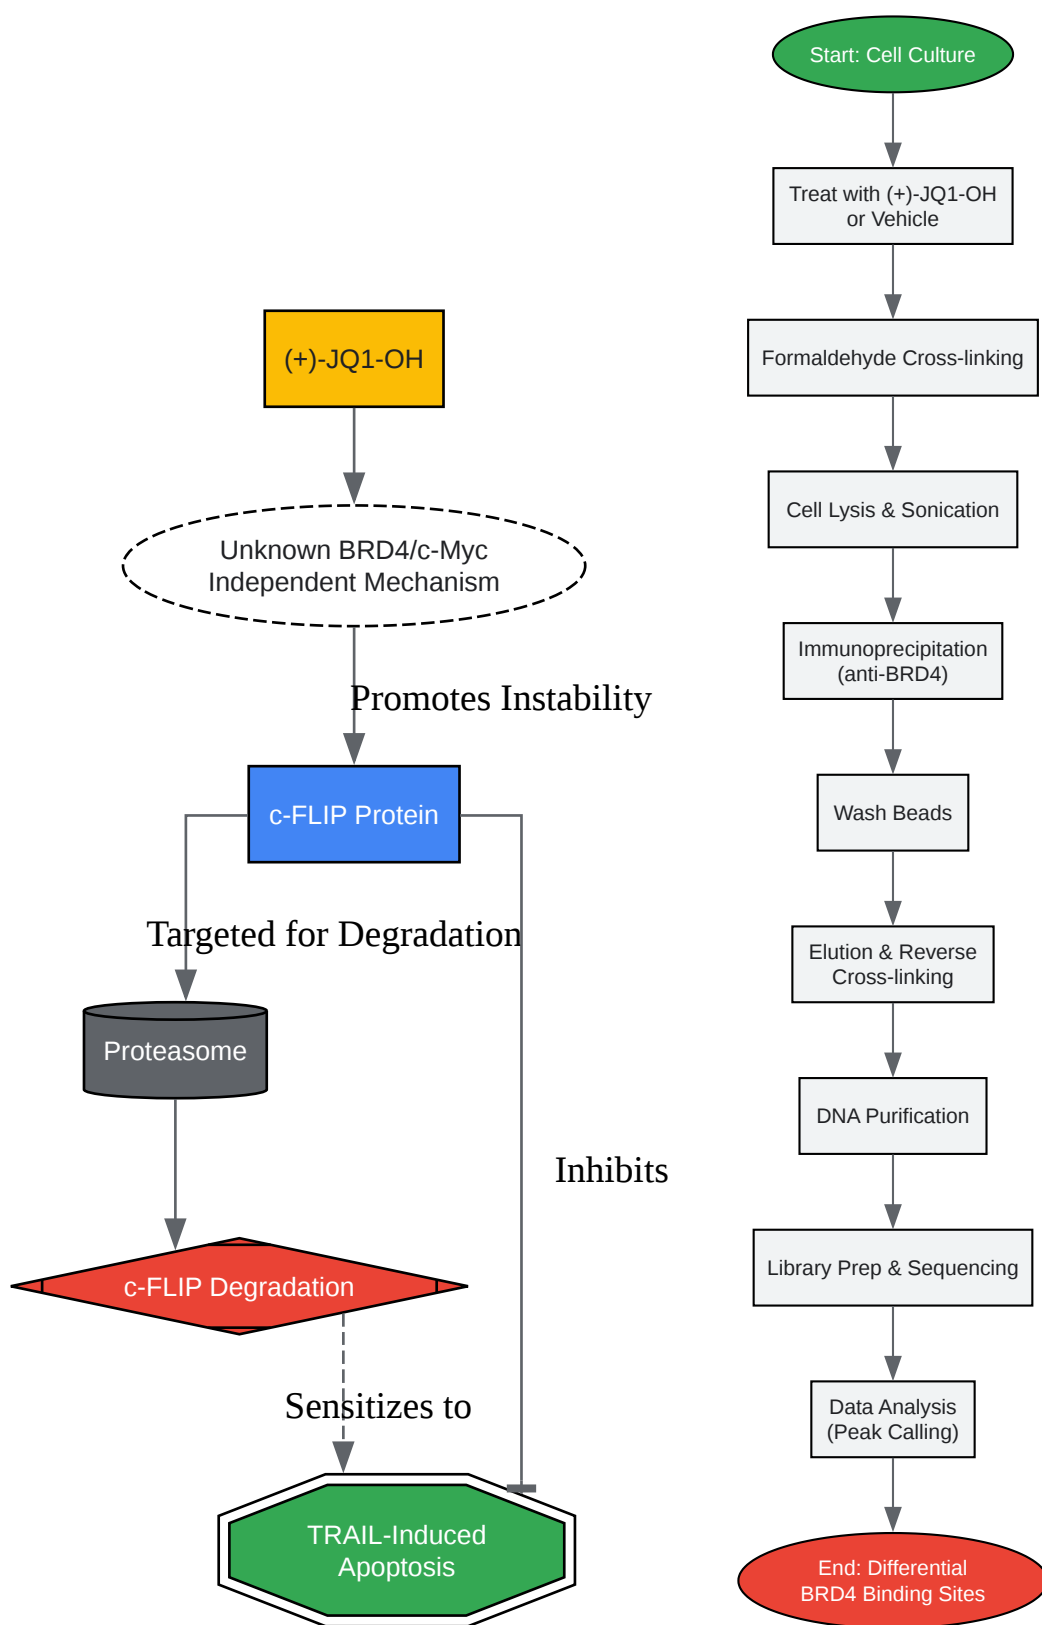 (+)-JQ1-OH
Unknown BRD4/c-Myc
Independent Mechanism
Promotes Instability
c-FLIP Protein
Targeted for Degradation
Proteasome
Inhibits
c-FLIP Degradation
Sensitizes to
TRAIL-Induced
Apoptosis
Start: Cell Culture
Treat with (+)-JQ1-OH
or Vehicle
Formaldehyde Cross-linking
Cell Lysis & Sonication
Immunoprecipitation
(anti-BRD4)
Wash Beads
Elution & Reverse
Cross-linking
DNA Purification
Library Prep & Sequencing
Data Analysis
(Peak Calling)
End: Differential
BRD4 Binding Sites